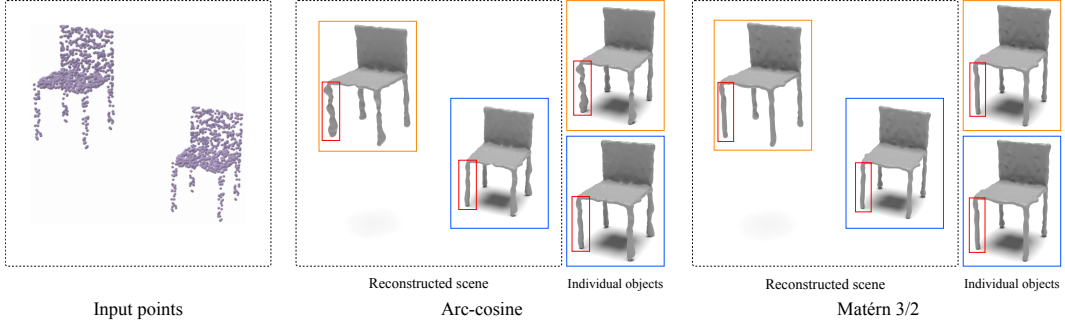 Reconstructed scene
Individual objects
Reconstructed scene
Individual objects
Input points
Arc-cosine
Matérn 3/2